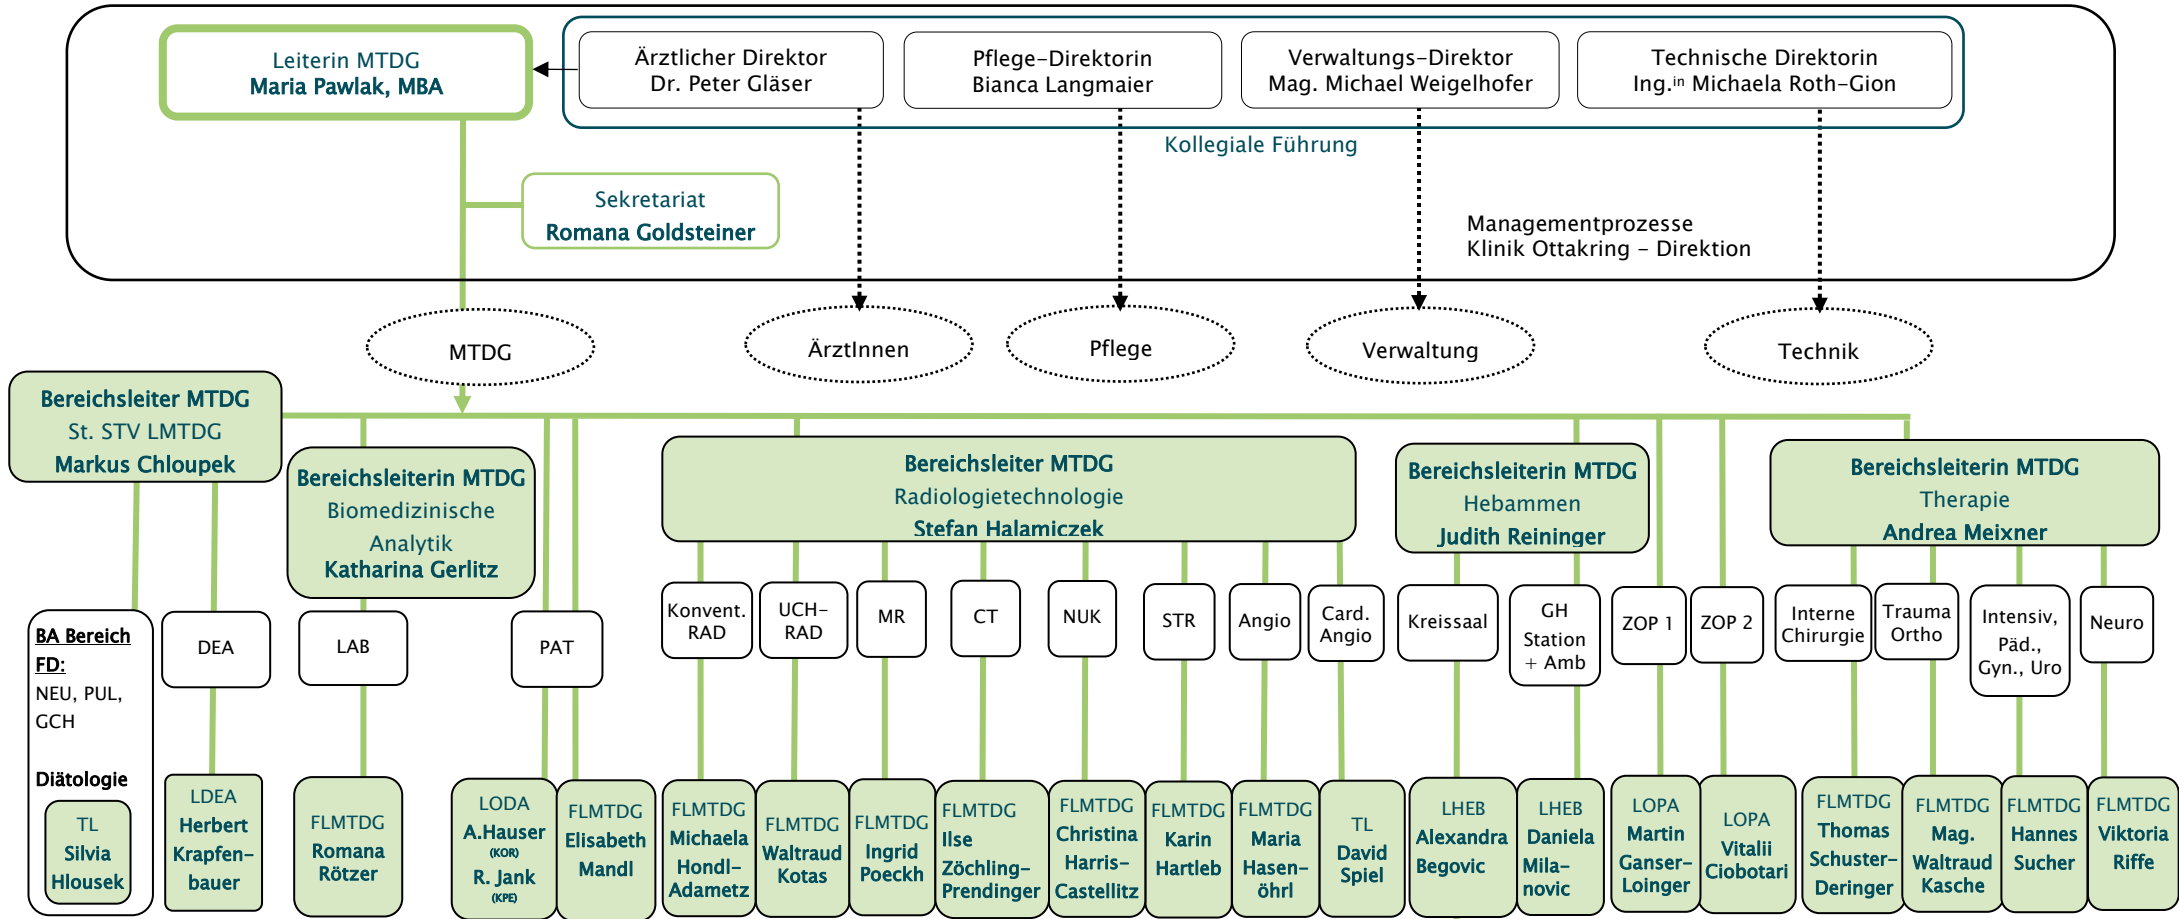 Leiterin MTDG
Maria Pawlak, MBA
Ärztlicher Direktor
Dr. Peter Gläser
Pflege-Direktorin
Bianca Langmaier
Verwaltungs-Direktor
Mag. Michael Weigelhofer
Technische Direktorin
Ing.in Michaela Roth-Gion
Kollegiale Führung
Sekretariat
Romana Goldsteiner
Managementprozesse
Klinik Ottakring - Direktion
MTDG
ÄrztInnen
Pflege
Verwaltung
Technik
Bereichsleiter MTDG
St. STV LMTDG
Markus Chloupek
Bereichsleiterin MTDG
Biomedizinische
Analytik
Katharina Gerlitz
Bereichsleiter MTDG
Radiologietechnologie
Stefan Halamiczek
Bereichsleiterin MTDG
Hebammen
Judith Reininger
Bereichsleiterin MTDG
Therapie
Andrea Meixner
BA Bereich
FD:
NEU, PUL,
GCH
Diätologie
TL
Silvia
Hlousek
DEA
LAB
PAT
Konvent.
RAD
UCH-
RAD
MR
CT
NUK
STR
Angio
Card.
Angio
Kreissaal
GH
Station
+ Amb
ZOP 1
ZOP 2
Interne
Chirurgie
Trauma
Ortho
Intensiv,
Päd.,
Gyn., Uro
Neuro
LDEA
Herbert
Krapfen-
bauer
FLMTDG
Romana
Rötzer
LODA
A.Hauser
(KOR)
R. Jank
(KPE)
FLMTDG
Elisabeth
Mandl
FLMTDG
Michaela
Hondl-
Adametz
FLMTDG
Waltraud
Kotas
FLMTDG
Ingrid
Poeckh
FLMTDG
Ilse
Zöchling-
Prendinger
FLMTDG
Christina
Harris-
Castellitz
FLMTDG
Karin
Hartleb
FLMTDG
Maria
Hasen-
öhrl
TL
David
Spiel
LHEB
Alexandra
Begovic
LHEB
Daniela
Mila-
novic
LOPA
Martin
Ganser-
Loinger
LOPA
Vitalii
Ciobotari
FLMTDG
Thomas
Schuster-
Deringer
FLMTDG
Mag.
Waltraud
Kasche
FLMTDG
Hannes
Sucher
FLMTDG
Viktoria
Riffe